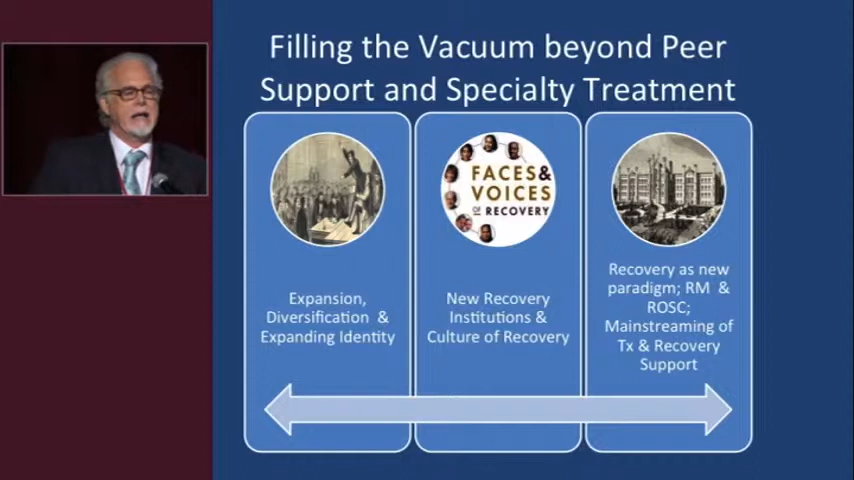 Filling the Vacuum beyond Peer
Support and Specialty Treatment
Expansion,
Diversification &
Expanding Identity
FACES&
VOICES
OF RECOVERY
New Recovery
Institutions &
Culture of Recovery
Recovery as new
paradigm; RM &
ROSC;
Mainstreaming of
Tx & Recovery
Support